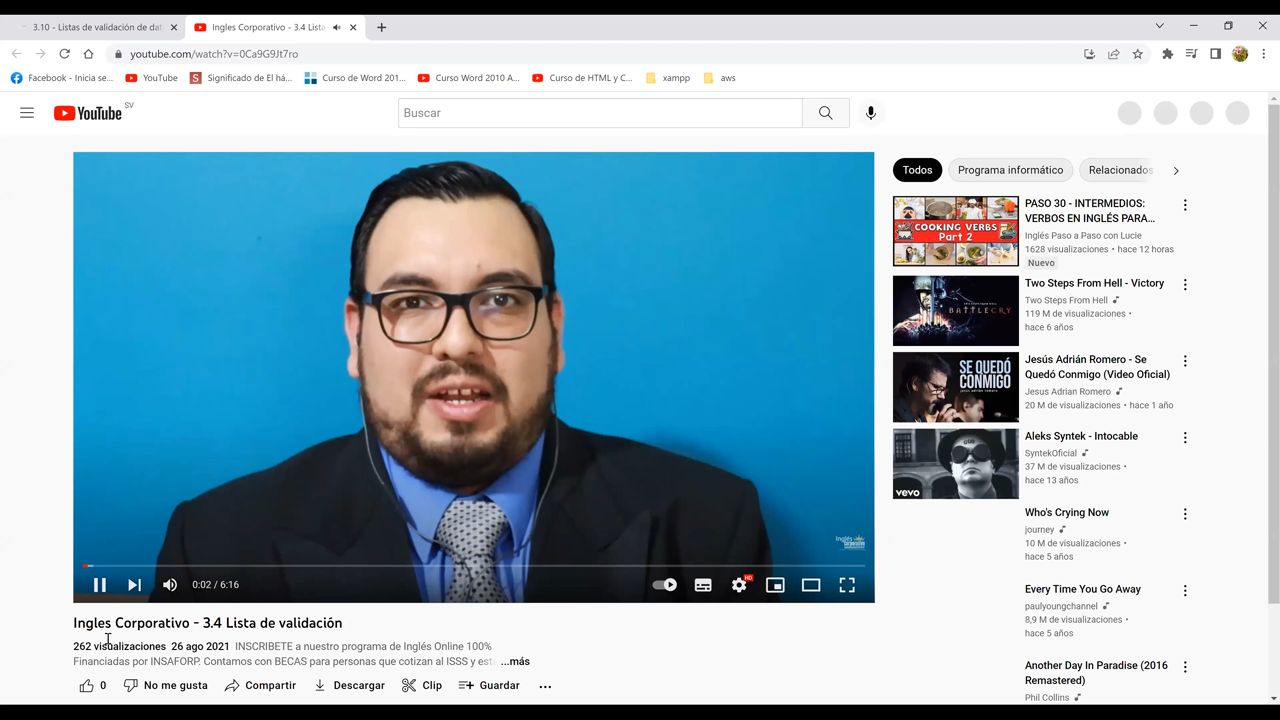 3.10 - Listas de validación de dat
Ingles Corporativo - 3.4 Lista
youtube.com/watch?v=0Ca9G9Jt7ro
Facebook - Inicia se...
YouTube
Significado de El há...
Curso de Word 201...
Curso Word 2010 A...
Curso de HTML y C...
xampp
aws
YouTube SV
Buscar
Todos
Programa informático
Relacionados
COOKING VERBS
Part 2
PASO 30 - INTERMEDIOS:
VERBOS EN INGLÉS PARA...
Inglés Paso a Paso con Lucie
1628 visualizaciones • hace 12 horas
Nuevo
BATTLECRY
Two Steps From Hell - Victory
Two Steps From Hell
119 M de visualizaciones •
hace 6 años
SE QUEDÓ
CONMIGO
Jesús Adrián Romero - Se
Quedó Conmigo (Video Oficial)
Jesus Adrian Romero
20 M de visualizaciones • hace 1 año
vevo
Aleks Syntek - Intocable
SyntekOficial
37 M de visualizaciones •
hace 13 años
Who's Crying Now
journey
10 M de visualizaciones •
hace 5 años
Every Time You Go Away
paulyoungchannel
8,9 M de visualizaciones •
hace 5 años
Another Day In Paradise (2016
Remastered)
Phil Collins
Inglés
Corporativo
0:02 / 6:16
HD
Ingles Corporativo - 3.4 Lista de validación
262 visualizaciones 26 ago 2021 INSCRIBETE a nuestro programa de Inglés Online 100%
Financiadas por INSAFORP. Contamos con BECAS para personas que cotizan al ISSS y est ...más
0
No me gusta
Compartir
Descargar
Clip
Guardar